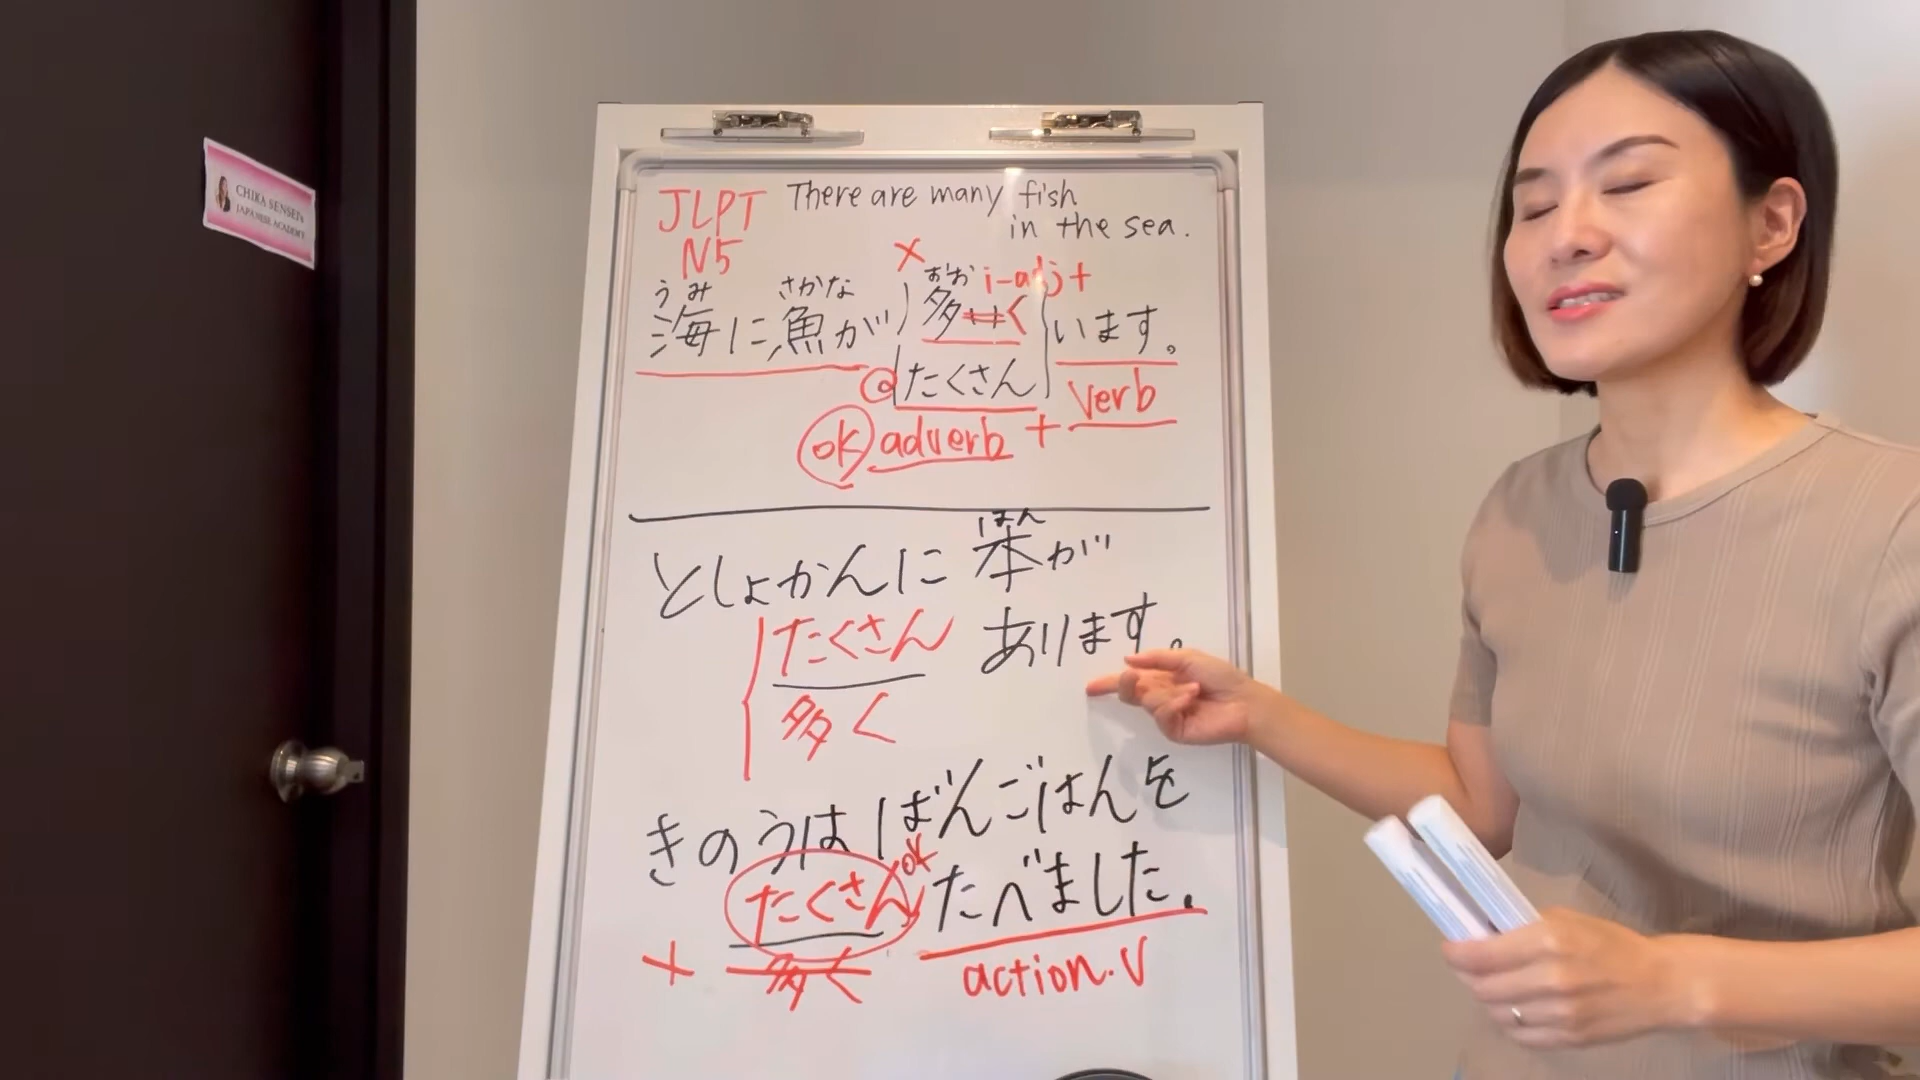 CHIKA SENSEI's
JAPANESE ACADEMY
JLPT There are many fish
N5 in the sea.
× おお i-adj+
うみ さかな
海に魚が 多く います。
たくさん verb
ok adverb +
ほん
としょかんに 本が
たくさん あります。
多く
きのうは ばんごはんを
ok
たくさん たべました。
× 多く action.V